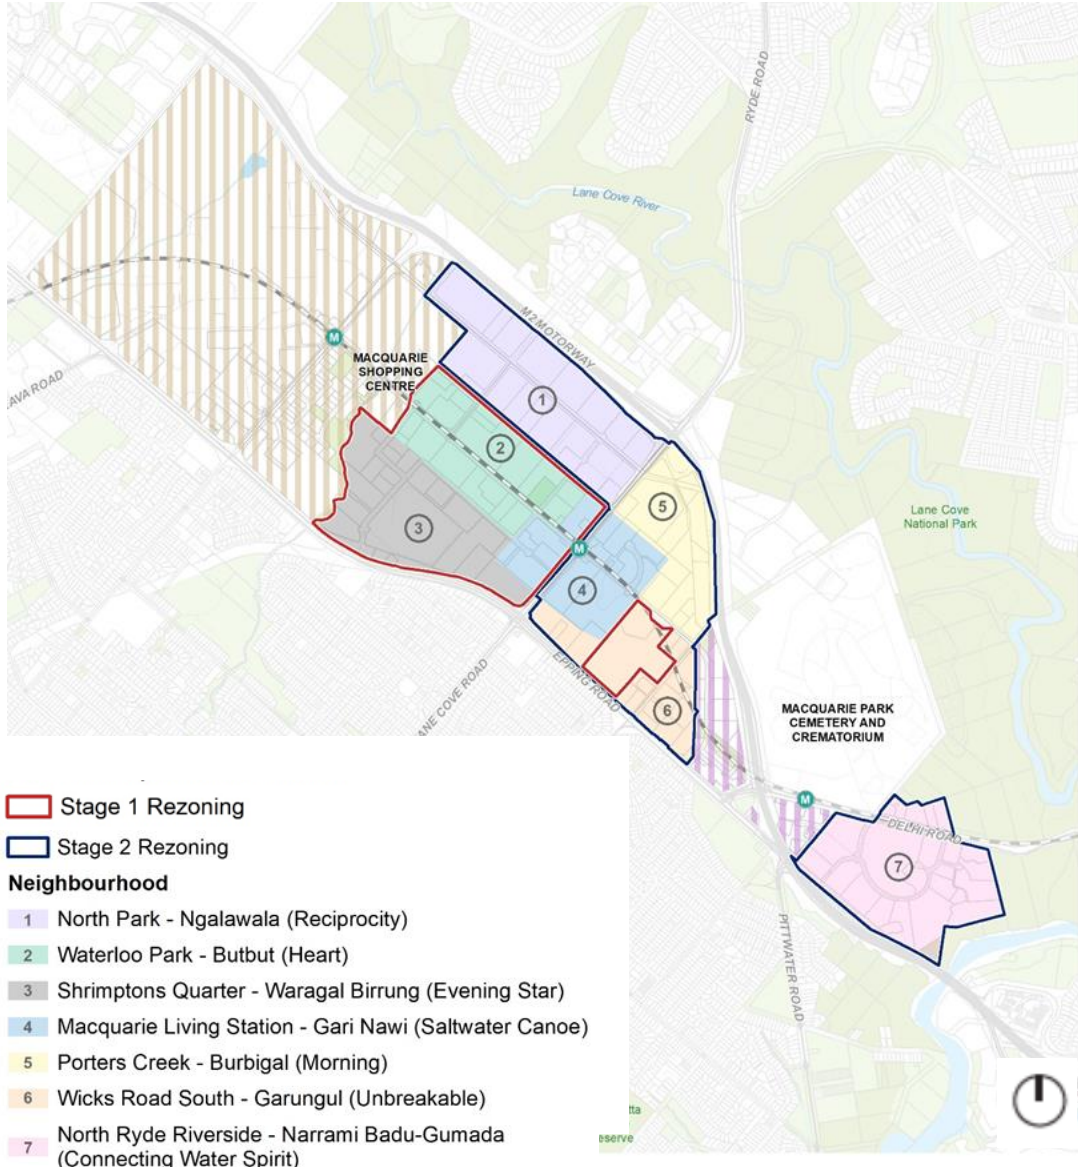 RYDE ROAD
Lane Cove River
M2 MOTORWAY
M
MACQUARIE
SHOPPING
CENTRE
AVA ROAD
1
2
3
5
Lane Cove
National Park
M
4
EPPING ROAD
ANE COVE ROAD
6
MACQUARIE PARK
CEMETERY AND
CREMATORIUM
M
DELHI ROAD
7
PITTWATER ROAD
Stage 1 Rezoning
Stage 2 Rezoning
Neighbourhood
1 North Park - Ngalawala (Reciprocity)
2 Waterloo Park - Butbut (Heart)
3 Shrimptons Quarter - Waragal Birrung (Evening Star)
4 Macquarie Living Station - Gari Nawi (Saltwater Canoe)
5 Porters Creek - Burbigal (Morning)
6 Wicks Road South - Garungul (Unbreakable)
7 North Ryde Riverside - Narrami Badu-Gumada
(Connecting Water Spirit)
tta
eserve